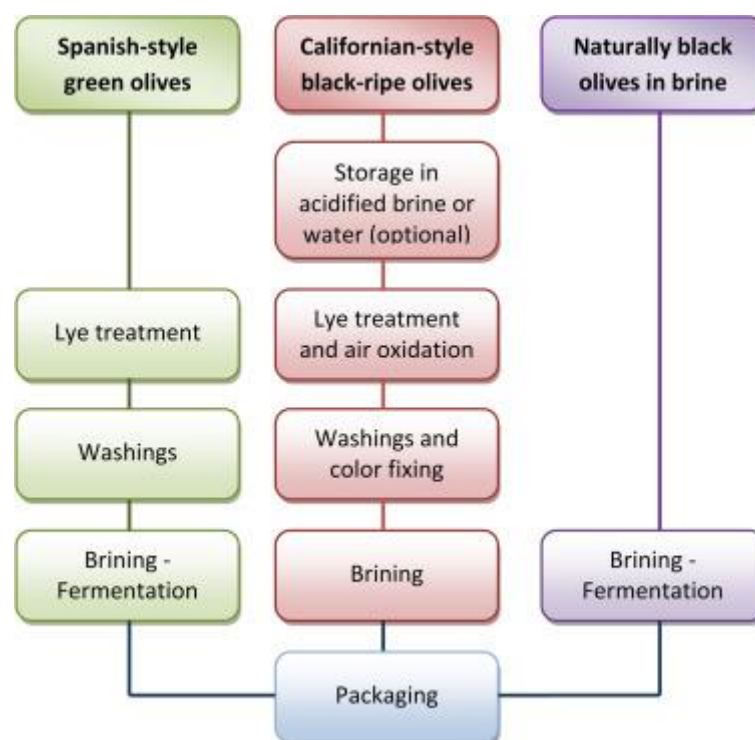 Spanish-style
green olives
Californian-style
black-ripe olives
Naturally black
olives in brine
Storage in
acidified brine or
water (optional)
Lye treatment
Lye treatment
and air oxidation
Washings
Washings and
color fixing
Brining -
Fermentation
Brining
Brining -
Fermentation
Packaging